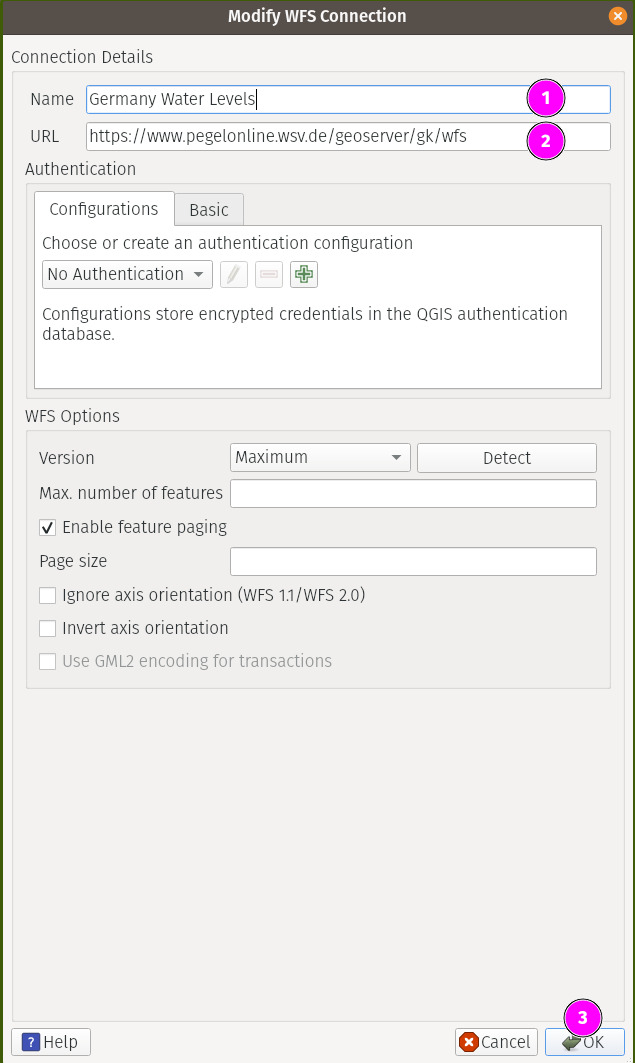 Modify WFS Connection
Connection Details
Name Germany Water Levels 1
URL https://www.pegelonline.wsv.de/geoserver/gk/wfs 2
Authentication
Configurations Basic
Choose or create an authentication configuration
No Authentication
Configurations store encrypted credentials in the QGIS authentication
database.
WFS Options
Version Maximum Detect
Max. number of features
Enable feature paging
Page size
Ignore axis orientation (WFS 1.1/WFS 2.0)
Invert axis orientation
Use GML2 encoding for transactions
3
? Help Cancel OK